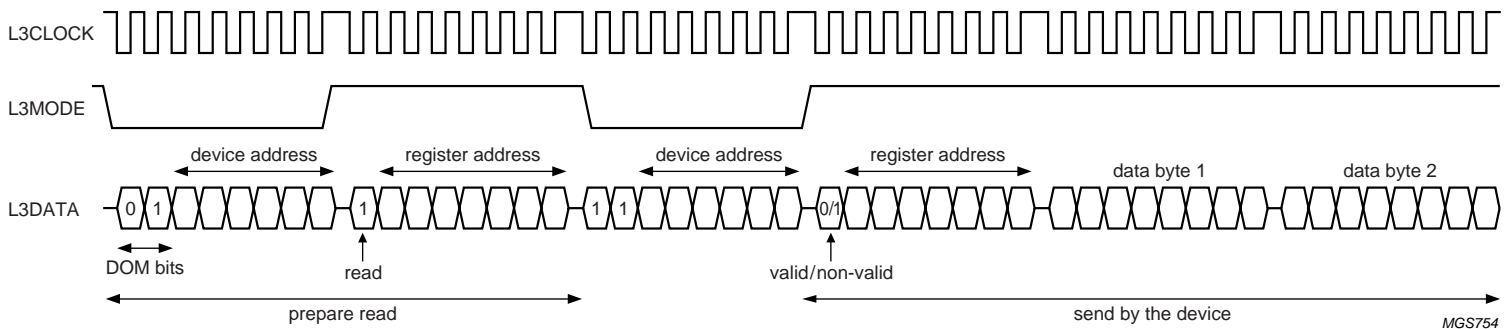 L3CLOCK
L3MODE
device address register address device address register address data byte 1 data byte 2
L3DATA 0 1 1 1 1 0/1
DOM bits read valid/non-valid
prepare read send by the device
MGS754